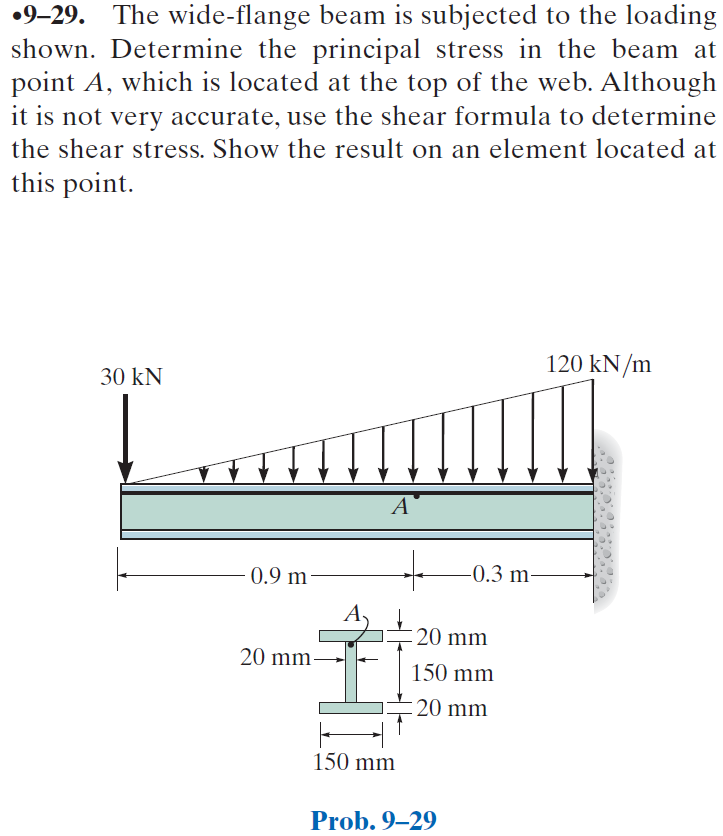 •9–29. The wide-flange beam is subjected to the loading
shown. Determine the principal stress in the beam at
point A, which is located at the top of the web. Although
it is not very accurate, use the shear formula to determine
the shear stress. Show the result on an element located at
this point.
30 kN
120 kN/m
A
0.9 m
0.3 m
A
20 mm
20 mm
150 mm
20 mm
150 mm
Prob. 9–29